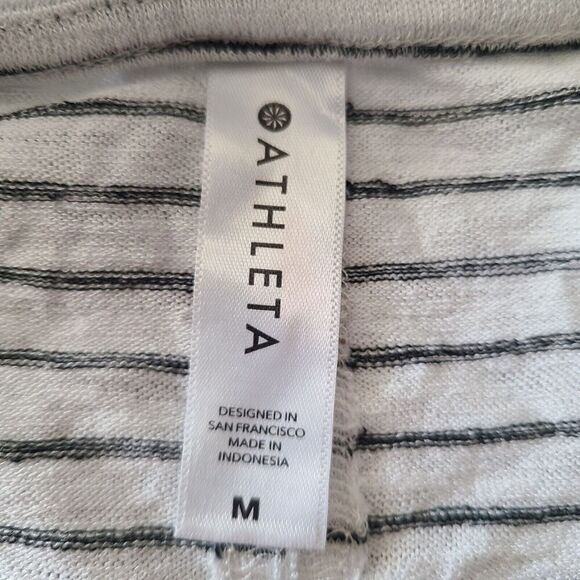 ATHLETA
DESIGNED IN
SAN FRANCISCO
MADE IN
INDONESIA
M